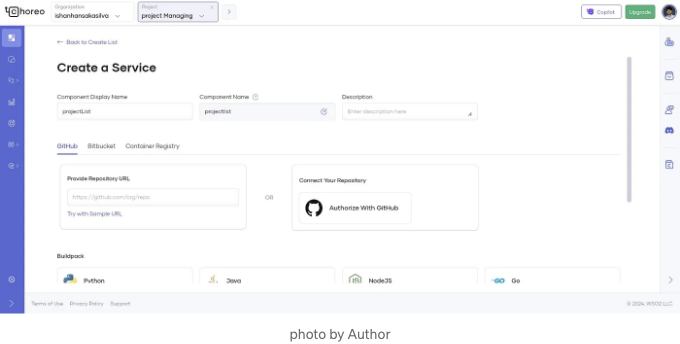 Choreo
Organization
ishanhansakasilva
Project
project Managing
Copilot
Upgrade
← Back to Create List
Create a Service
Component Display Name
Component Name
Description
projectList
projectlist
Enter description here
GitHub
Bitbucket
Container Registry
Provide Repository URL
https://github.com/org/repo
Try with Sample URL
OR
Connect Your Repository
Authorize With GitHub
Buildpack
Python
Java
NodeJS
Go
Terms of Use
Privacy Policy
Support
© 2024, WSO2 LLC.
photo by Author